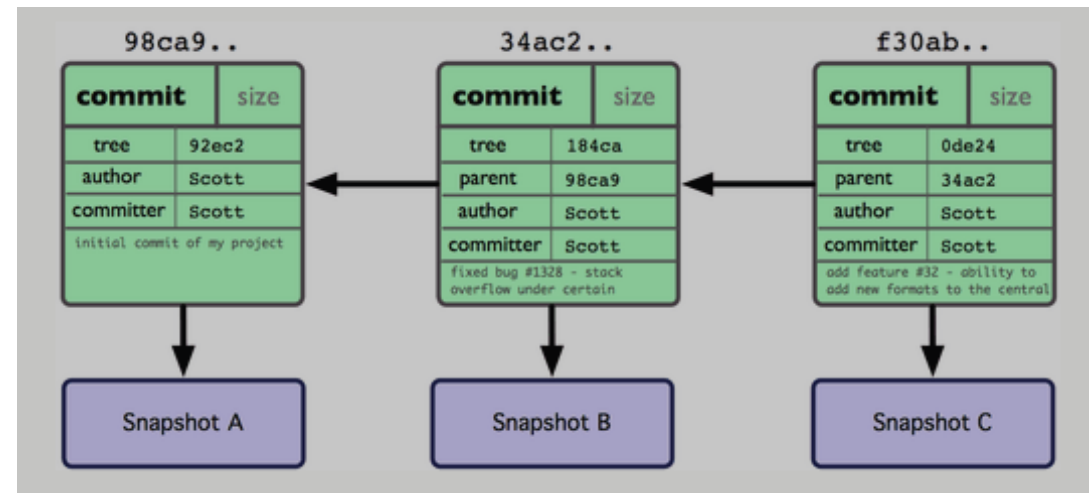 98ca9..
commit size
tree 92ec2
author Scott
committer Scott
initial commit of my project
Snapshot A
34ac2..
commit size
tree 184ca
parent 98ca9
author Scott
committer Scott
fixed bug #1328 - stack
overflow under certain
Snapshot B
f30ab..
commit size
tree 0de24
parent 34ac2
author Scott
committer Scott
add feature #32 - ability to
add new formats to the central
Snapshot C